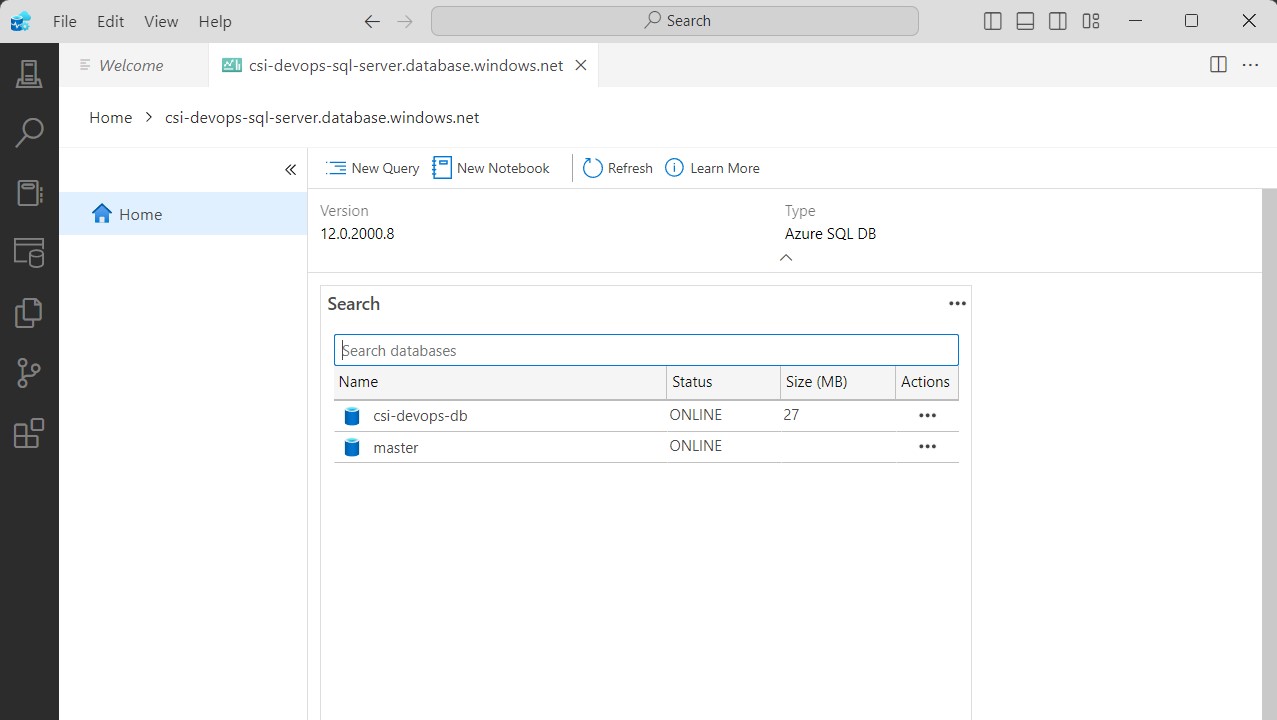 File Edit View Help Search
Welcome csi-devops-sql-server.database.windows.net
Home csi-devops-sql-server.database.windows.net
New Query New Notebook Refresh Learn More
Home
Version Type
12.0.2000.8 Azure SQL DB
Search
Search databases
Name Status Size (MB) Actions
csi-devops-db ONLINE 27
master ONLINE